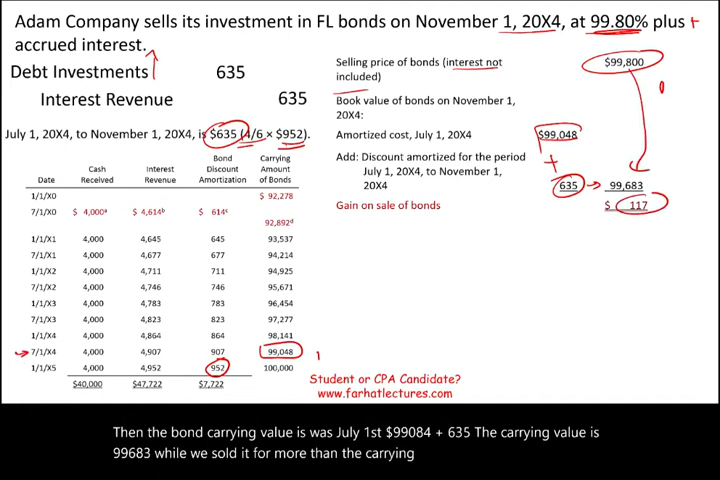 Adam Company sells its investment in FL bonds on November 1, 20X4, at 99.80% plus +
accrued interest.
Debt Investments 635
Interest Revenue 635
July 1, 20X4, to November 1, 20X4, is $635 (4/6 × $952).
Date Cash Received Interest Revenue Bond Discount Amortization Carrying Amount of Bonds
1/1/X0 $ 92,278
7/1/X0 $ 4,000ᵃ $ 4,614ᵇ $ 614ᶜ 92,892ᵈ
1/1/X1 4,000 4,645 645 93,537
7/1/X1 4,000 4,677 677 94,214
1/1/X2 4,000 4,711 711 94,925
7/1/X2 4,000 4,746 746 95,671
1/1/X3 4,000 4,783 783 96,454
7/1/X3 4,000 4,823 823 97,277
1/1/X4 4,000 4,864 864 98,141
7/1/X4 4,000 4,907 907 99,048
1/1/X5 4,000 4,952 952 100,000
$40,000 $47,722 $7,722
Selling price of bonds (interest not
included) $99,800
Book value of bonds on November 1,
20X4:
Amortized cost, July 1, 20X4 $99,048
+
Add: Discount amortized for the period
July 1, 20X4, to November 1,
20X4 635 99,683
Gain on sale of bonds $ 117
Student or CPA Candidate?
www.farhatlectures.com
Then the bond carrying value is was July 1st $99084 + 635 The carrying value is
99683 while we sold it for more than the carrying